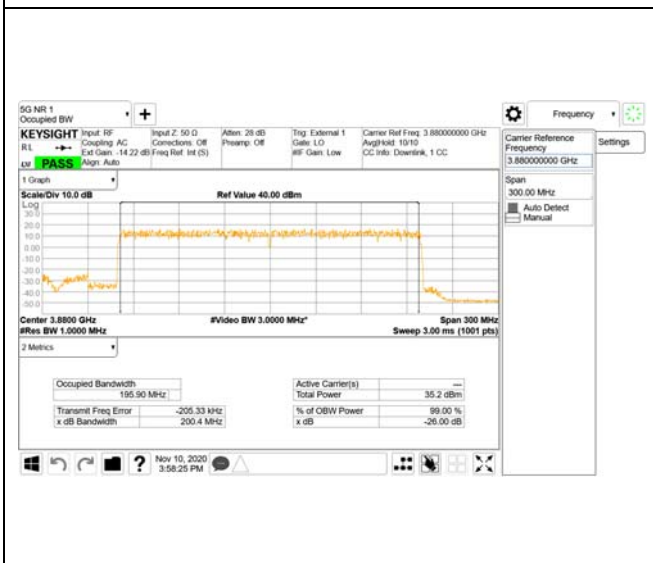 5G NR 1
Occupied BW
+
Frequency
KEYSIGHT Input: RF Input Z: 50 Ω Atten: 28 dB Trig: External 1 Carrier Ref Freq: 3.880000000 GHz
RL Coupling: AC Corrections: Off Preamp: Off Gate: LO Avg|Hold: 10/10
Ext Gain: -14.22 dB Freq Ref: Int (S) #IF Gain: Low CC Info: Downlink, 1 CC
PASS Align: Auto
Carrier Reference
Frequency
3.880000000 GHz
Settings
Span
300.00 MHz
Auto Detect
Manual
1 Graph
Scale/Div 10.0 dB Ref Value 40.00 dBm
Log
30.0
20.0
10.0
0.00
-10.0
-20.0
-30.0
-40.0
-50.0
Center 3.8800 GHz #Video BW 3.0000 MHz* Span 300 MHz
#Res BW 1.0000 MHz Sweep 3.00 ms (1001 pts)
2 Metrics
Occupied Bandwidth Active Carrier(s) ---
195.90 MHz Total Power 35.2 dBm
Transmit Freq Error -205.33 kHz % of OBW Power 99.00 %
x dB Bandwidth 200.4 MHz x dB -26.00 dB
? Nov 10, 2020
3:58:25 PM